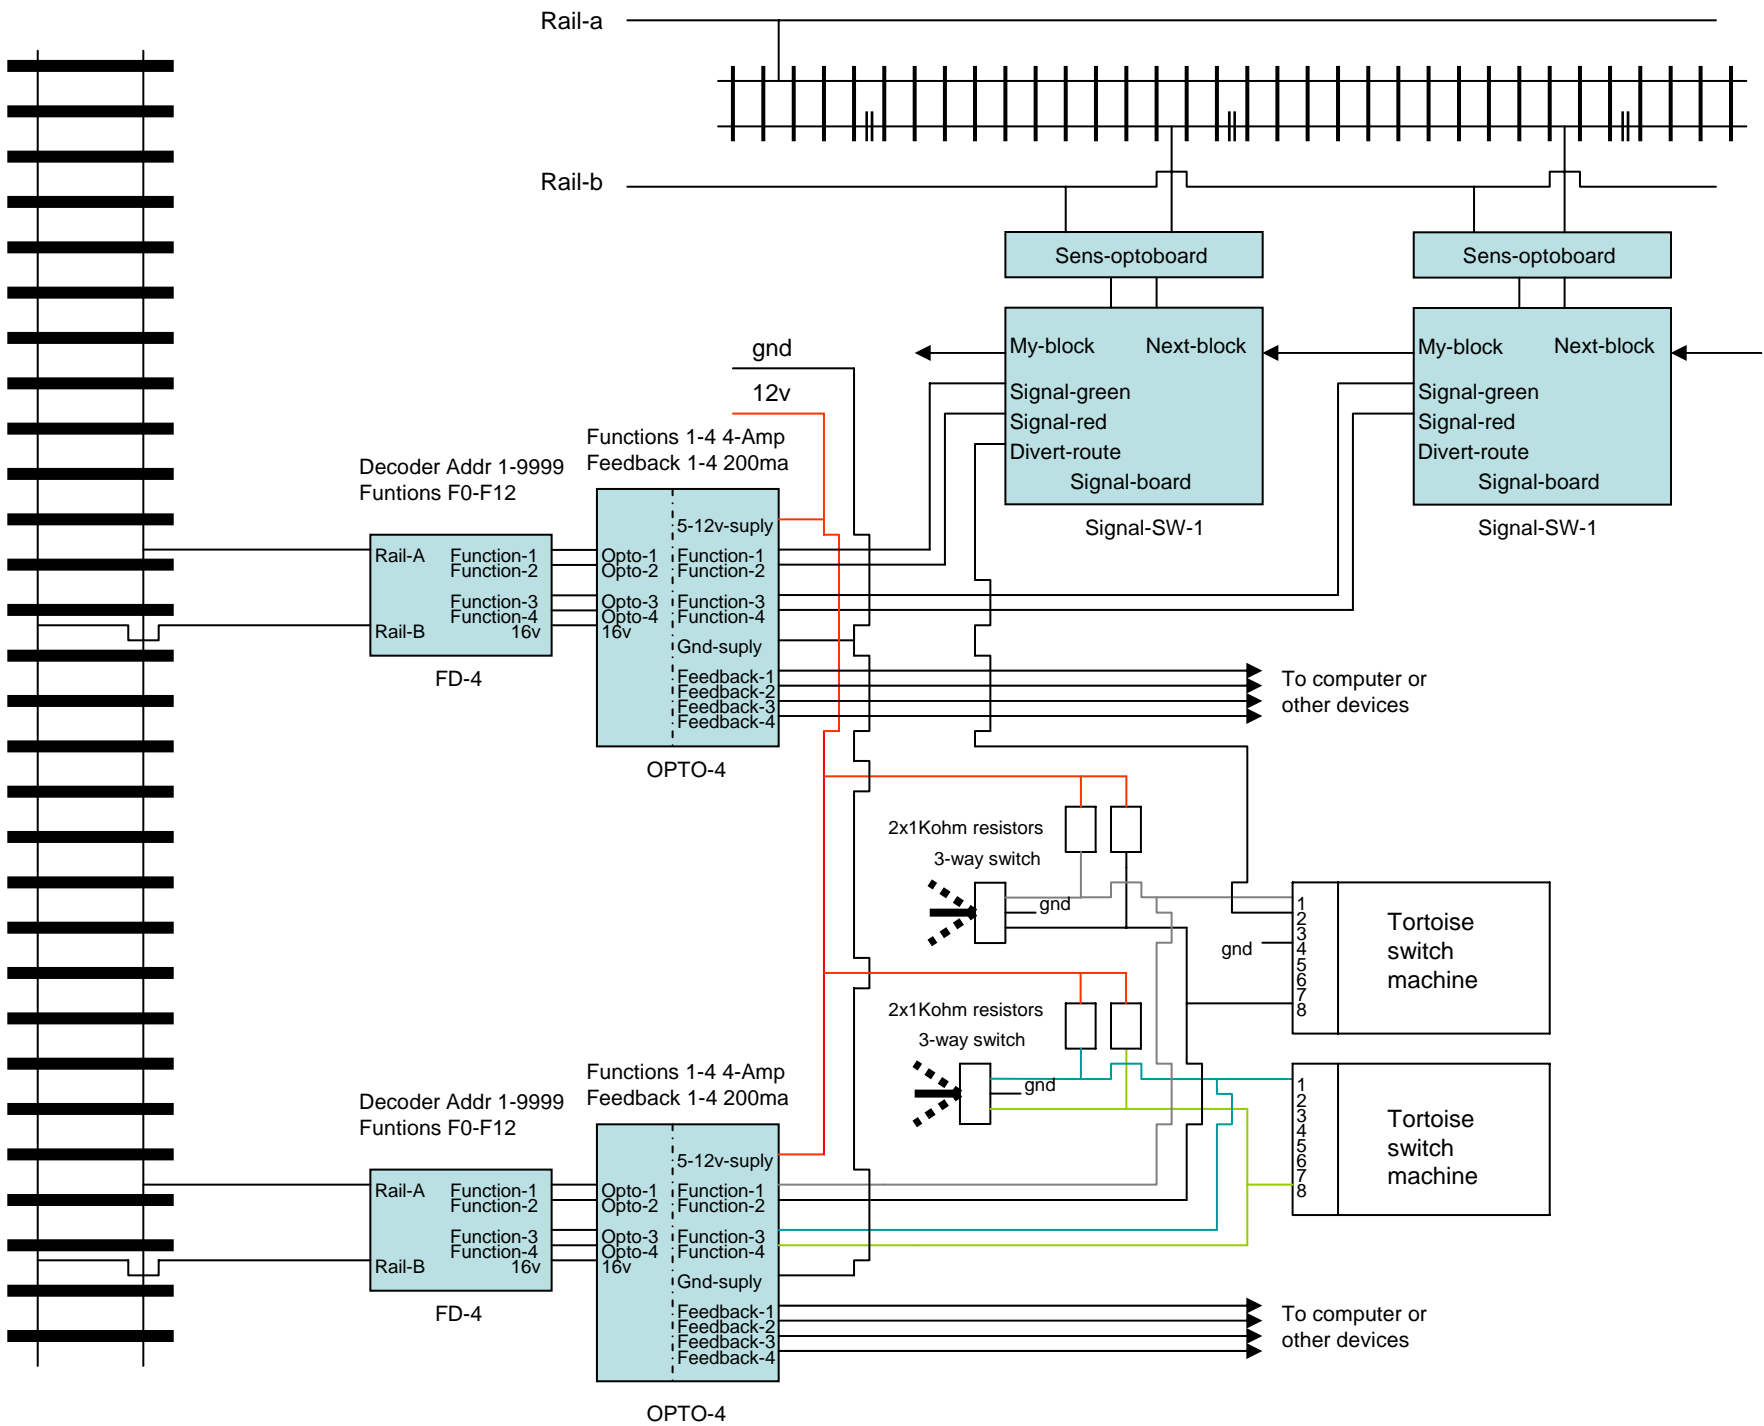 Rail-a
Rail-b
Sens-optoboard
Sens-optoboard
My-block Next-block
Signal-green
Signal-red
Divert-route
Signal-board
Signal-SW-1
My-block Next-block
Signal-green
Signal-red
Divert-route
Signal-board
Signal-SW-1
gnd
12v
Functions 1-4 4-Amp
Feedback 1-4 200ma
Decoder Addr 1-9999
Funtions F0-F12
Rail-A
Rail-B
Function-1
Function-2
Function-3
Function-4
16v
FD-4
Opto-1
Opto-2
Opto-3
Opto-4
16v
5-12v-suply
Function-1
Function-2
Function-3
Function-4
Gnd-suply
Feedback-1
Feedback-2
Feedback-3
Feedback-4
OPTO-4
To computer or
other devices
2x1Kohm resistors
3-way switch
gnd
gnd
1
2
3
4
5
6
7
8
Tortoise
switch
machine
2x1Kohm resistors
3-way switch
gnd
1
2
3
4
5
6
7
8
Tortoise
switch
machine
Functions 1-4 4-Amp
Feedback 1-4 200ma
Decoder Addr 1-9999
Funtions F0-F12
Rail-A
Rail-B
Function-1
Function-2
Function-3
Function-4
16v
FD-4
Opto-1
Opto-2
Opto-3
Opto-4
16v
5-12v-suply
Function-1
Function-2
Function-3
Function-4
Gnd-suply
Feedback-1
Feedback-2
Feedback-3
Feedback-4
OPTO-4
To computer or
other devices